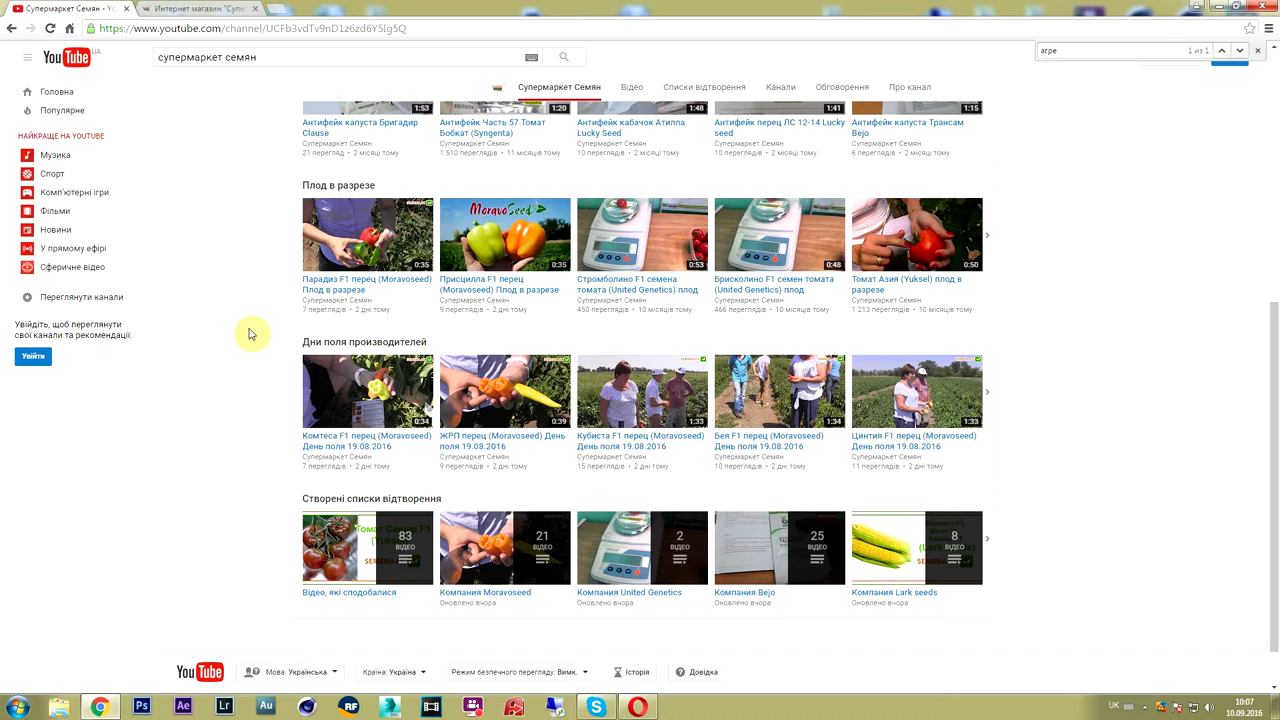 Супермаркет Семян - Yo
Интернет магазин "Супе
https://www.youtube.com/channel/UCFb3vdTv9nD1z6zd6Y5Ig5Q
агре
1 из 1
YouTube UA
супермаркет семян
Супермаркет Семян Відео Списки відтворення Канали Обговорення Про канал
Головна
Популярне
НАЙКРАЩЕ НА YOUTUBE
Музика
Спорт
Комп'ютерні ігри
Фільми
Новини
У прямому ефірі
Сферичне відео
Переглянути канали
Увійдіть, щоб переглянути
свої канали та рекомендації.
Увійти
1:53
Антифейк капуста Бригадир
Clause
Супермаркет Семян
21 перегляд • 2 місяці тому
1:20
Антифейк Часть 57 Томат
Бобкат (Syngenta)
Супермаркет Семян
1 510 переглядів • 11 місяців тому
1:48
Антифейк кабачок Атилла
Lucky Seed
Супермаркет Семян
10 переглядів • 2 місяці тому
1:41
Антифейк перец ЛС 12-14 Lucky
seed
Супермаркет Семян
10 переглядів • 2 місяці тому
1:15
Антифейк капуста Трансам
Bejo
Супермаркет Семян
6 переглядів • 2 місяці тому
Плод в разрезе
0:35
Парадиз F1 перец (Moravoseed)
Плод в разрезе
Супермаркет Семян
7 переглядів • 2 дні тому
MoravoSeed
0:35
Присцилла F1 перец
(Moravoseed) Плод в разрезе
Супермаркет Семян
9 переглядів • 2 дні тому
0:53
Стромболино F1 семена
томата (United Genetics) плод
Супермаркет Семян
450 переглядів • 10 місяців тому
0:48
Брисколино F1 семен томата
(United Genetics) плод
Супермаркет Семян
466 переглядів • 10 місяців тому
0:50
Томат Азия (Yuksel) плод в
разрезе
Супермаркет Семян
1 213 переглядів • 10 місяців тому
Дни поля производителей
0:34
Комтеса F1 перец (Moravoseed)
День поля 19.08.2016
Супермаркет Семян
7 переглядів • 2 дні тому
0:39
ЖРП перец (Moravoseed) День
поля 19.08.2016
Супермаркет Семян
9 переглядів • 2 дні тому
1:33
Кубиста F1 перец (Moravoseed)
День поля 19.08.2016
Супермаркет Семян
15 переглядів • 2 дні тому
1:34
Бея F1 перец (Moravoseed)
День поля 19.08.2016
Супермаркет Семян
10 переглядів • 2 дні тому
1:33
Цинтия F1 перец (Moravoseed)
День поля 19.08.2016
Супермаркет Семян
11 переглядів • 2 дні тому
Створені списки відтворення
83
ВІДЕО
Відео, які сподобалися
21
ВІДЕО
Компания Moravoseed
Оновлено вчора
2
ВІДЕО
Компания United Genetics
Оновлено вчора
25
ВІДЕО
Компания Bejo
Оновлено вчора
8
ВІДЕО
Компания Lark seeds
Оновлено вчора
YouTube
Мова: Українська
Країна: Україна
Режим безпечного перегляду: Вимк.
Історія
Довідка
Ps Ae Lr Au RF
UK
10:07
10.09.2016